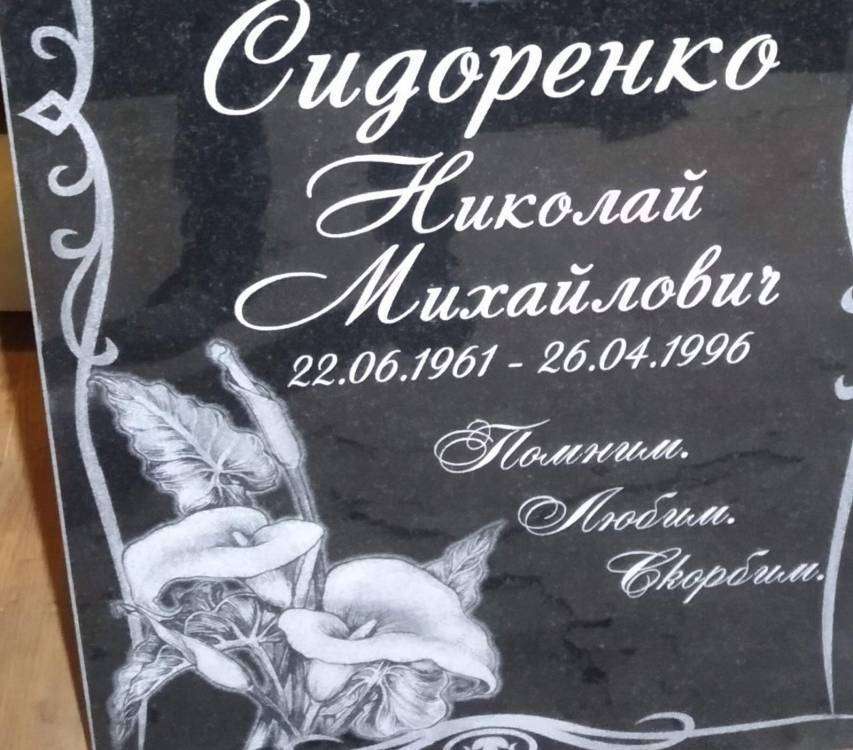 Сидоренко
Николай
Михайлович
22.06.1961 - 26.04.1996
Помним.
Любим.
Скорбим.